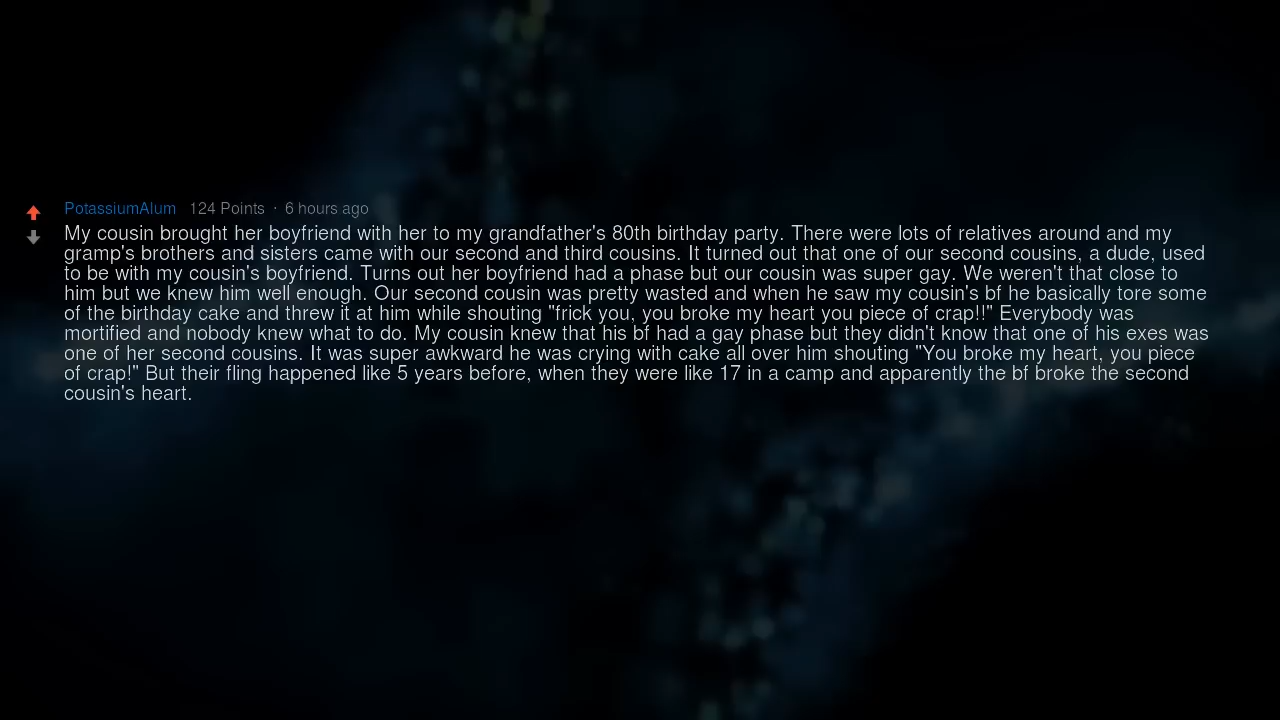 PotassiumAlum 124 Points · 6 hours ago
My cousin brought her boyfriend with her to my grandfather's 80th birthday party. There were lots of relatives around and my
gramp's brothers and sisters came with our second and third cousins. It turned out that one of our second cousins, a dude, used
to be with my cousin's boyfriend. Turns out her boyfriend had a phase but our cousin was super gay. We weren't that close to
him but we knew him well enough. Our second cousin was pretty wasted and when he saw my cousin's bf he basically tore some
of the birthday cake and threw it at him while shouting "frick you, you broke my heart you piece of crap!!" Everybody was
mortified and nobody knew what to do. My cousin knew that his bf had a gay phase but they didn't know that one of his exes was
one of her second cousins. It was super awkward he was crying with cake all over him shouting "You broke my heart, you piece
of crap!" But their fling happened like 5 years before, when they were like 17 in a camp and apparently the bf broke the second
cousin's heart.